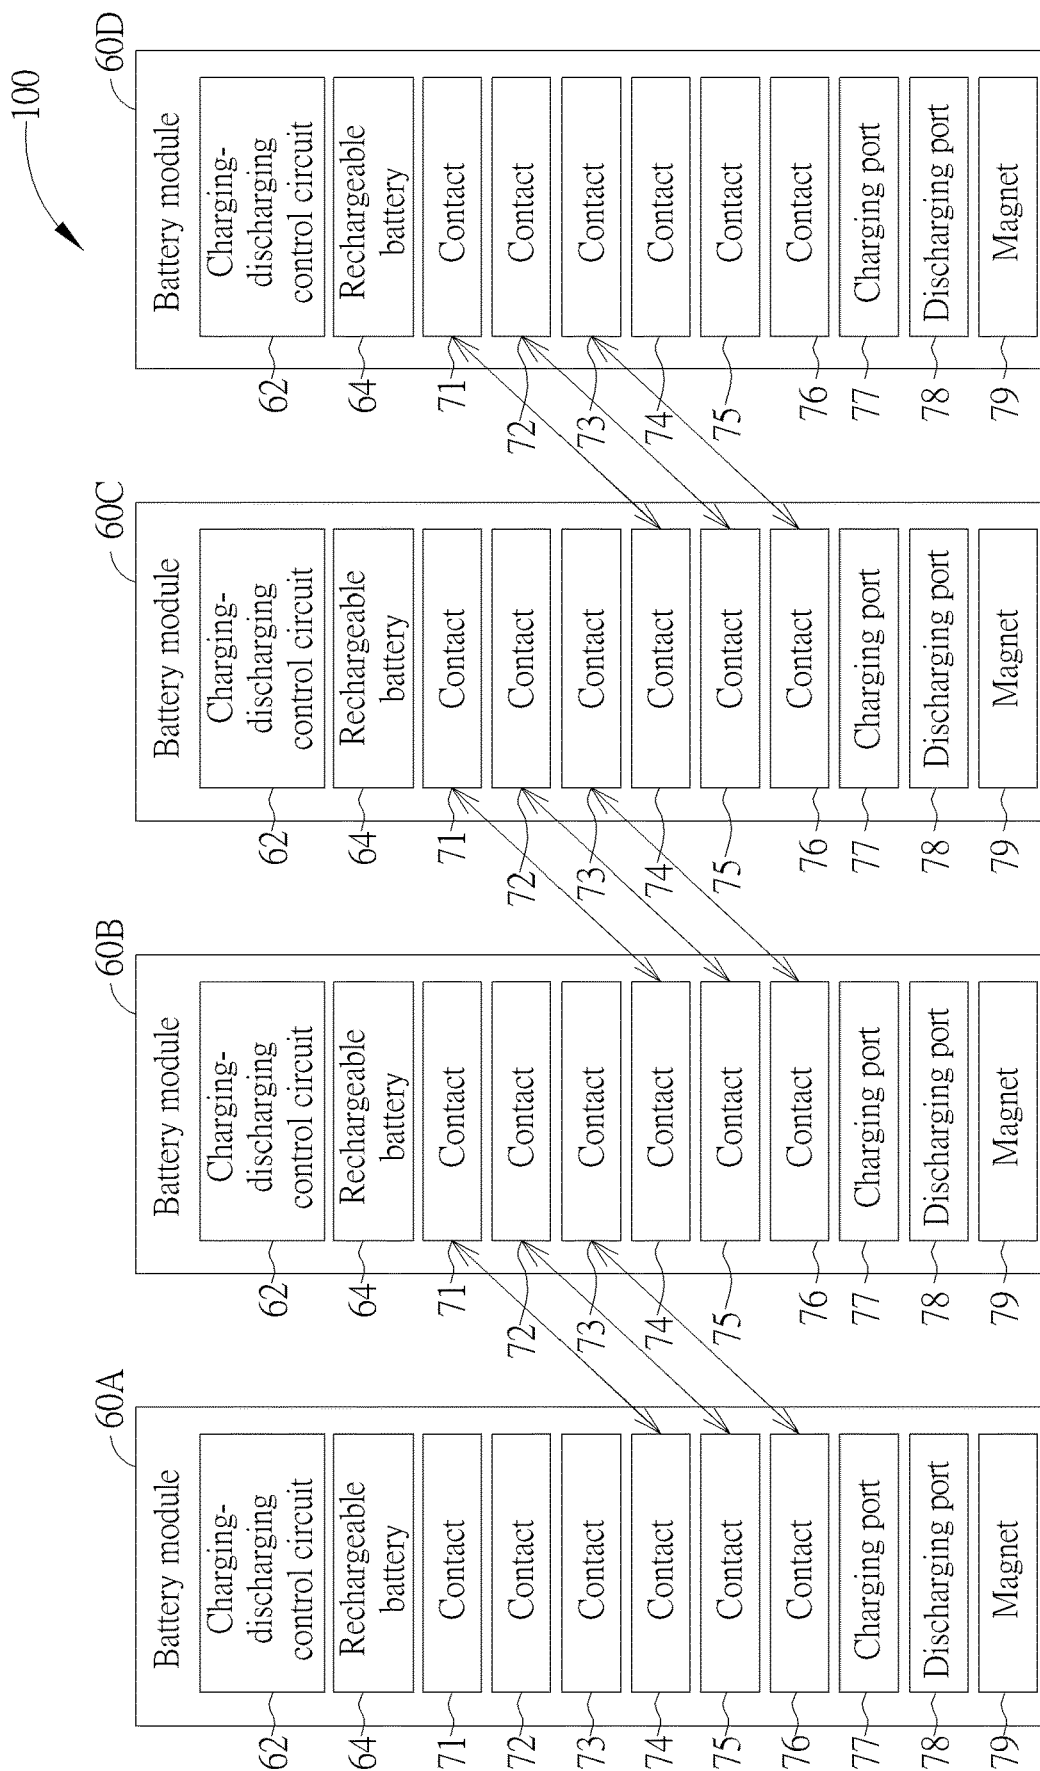 100
60A
Battery module
62
Charging-
discharging
control circuit
64
Rechargeable
battery
71
Contact
72
Contact
73
Contact
74
Contact
75
Contact
76
Contact
77
Charging port
78
Discharging port
79
Magnet
60B
Battery module
62
Charging-
discharging
control circuit
64
Rechargeable
battery
71
Contact
72
Contact
73
Contact
74
Contact
75
Contact
76
Contact
77
Charging port
78
Discharging port
79
Magnet
60C
Battery module
62
Charging-
discharging
control circuit
64
Rechargeable
battery
71
Contact
72
Contact
73
Contact
74
Contact
75
Contact
76
Contact
77
Charging port
78
Discharging port
79
Magnet
60D
Battery module
62
Charging-
discharging
control circuit
64
Rechargeable
battery
71
Contact
72
Contact
73
Contact
74
Contact
75
Contact
76
Contact
77
Charging port
78
Discharging port
79
Magnet